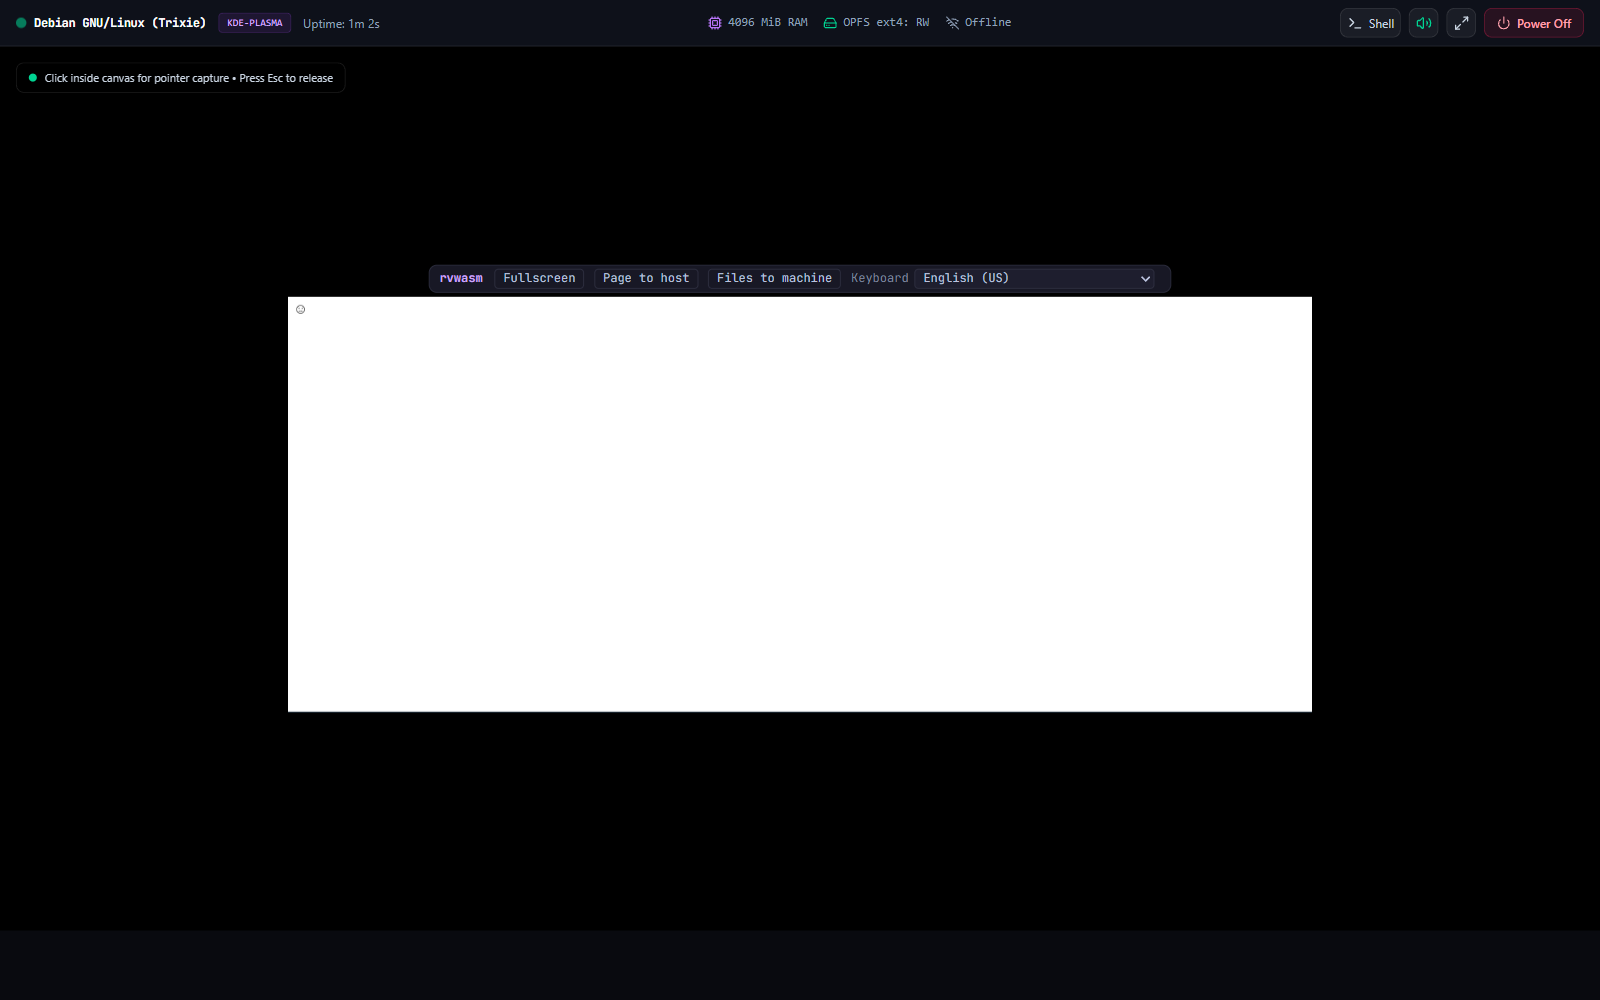 Debian GNU/Linux (Trixie) KDE-PLASMA Uptime: 1m 2s 4096 MiB RAM OPFS ext4: RW Offline Shell Power Off
Click inside canvas for pointer capture • Press Esc to release
rvwasm Fullscreen Page to host Files to machine Keyboard English (US)